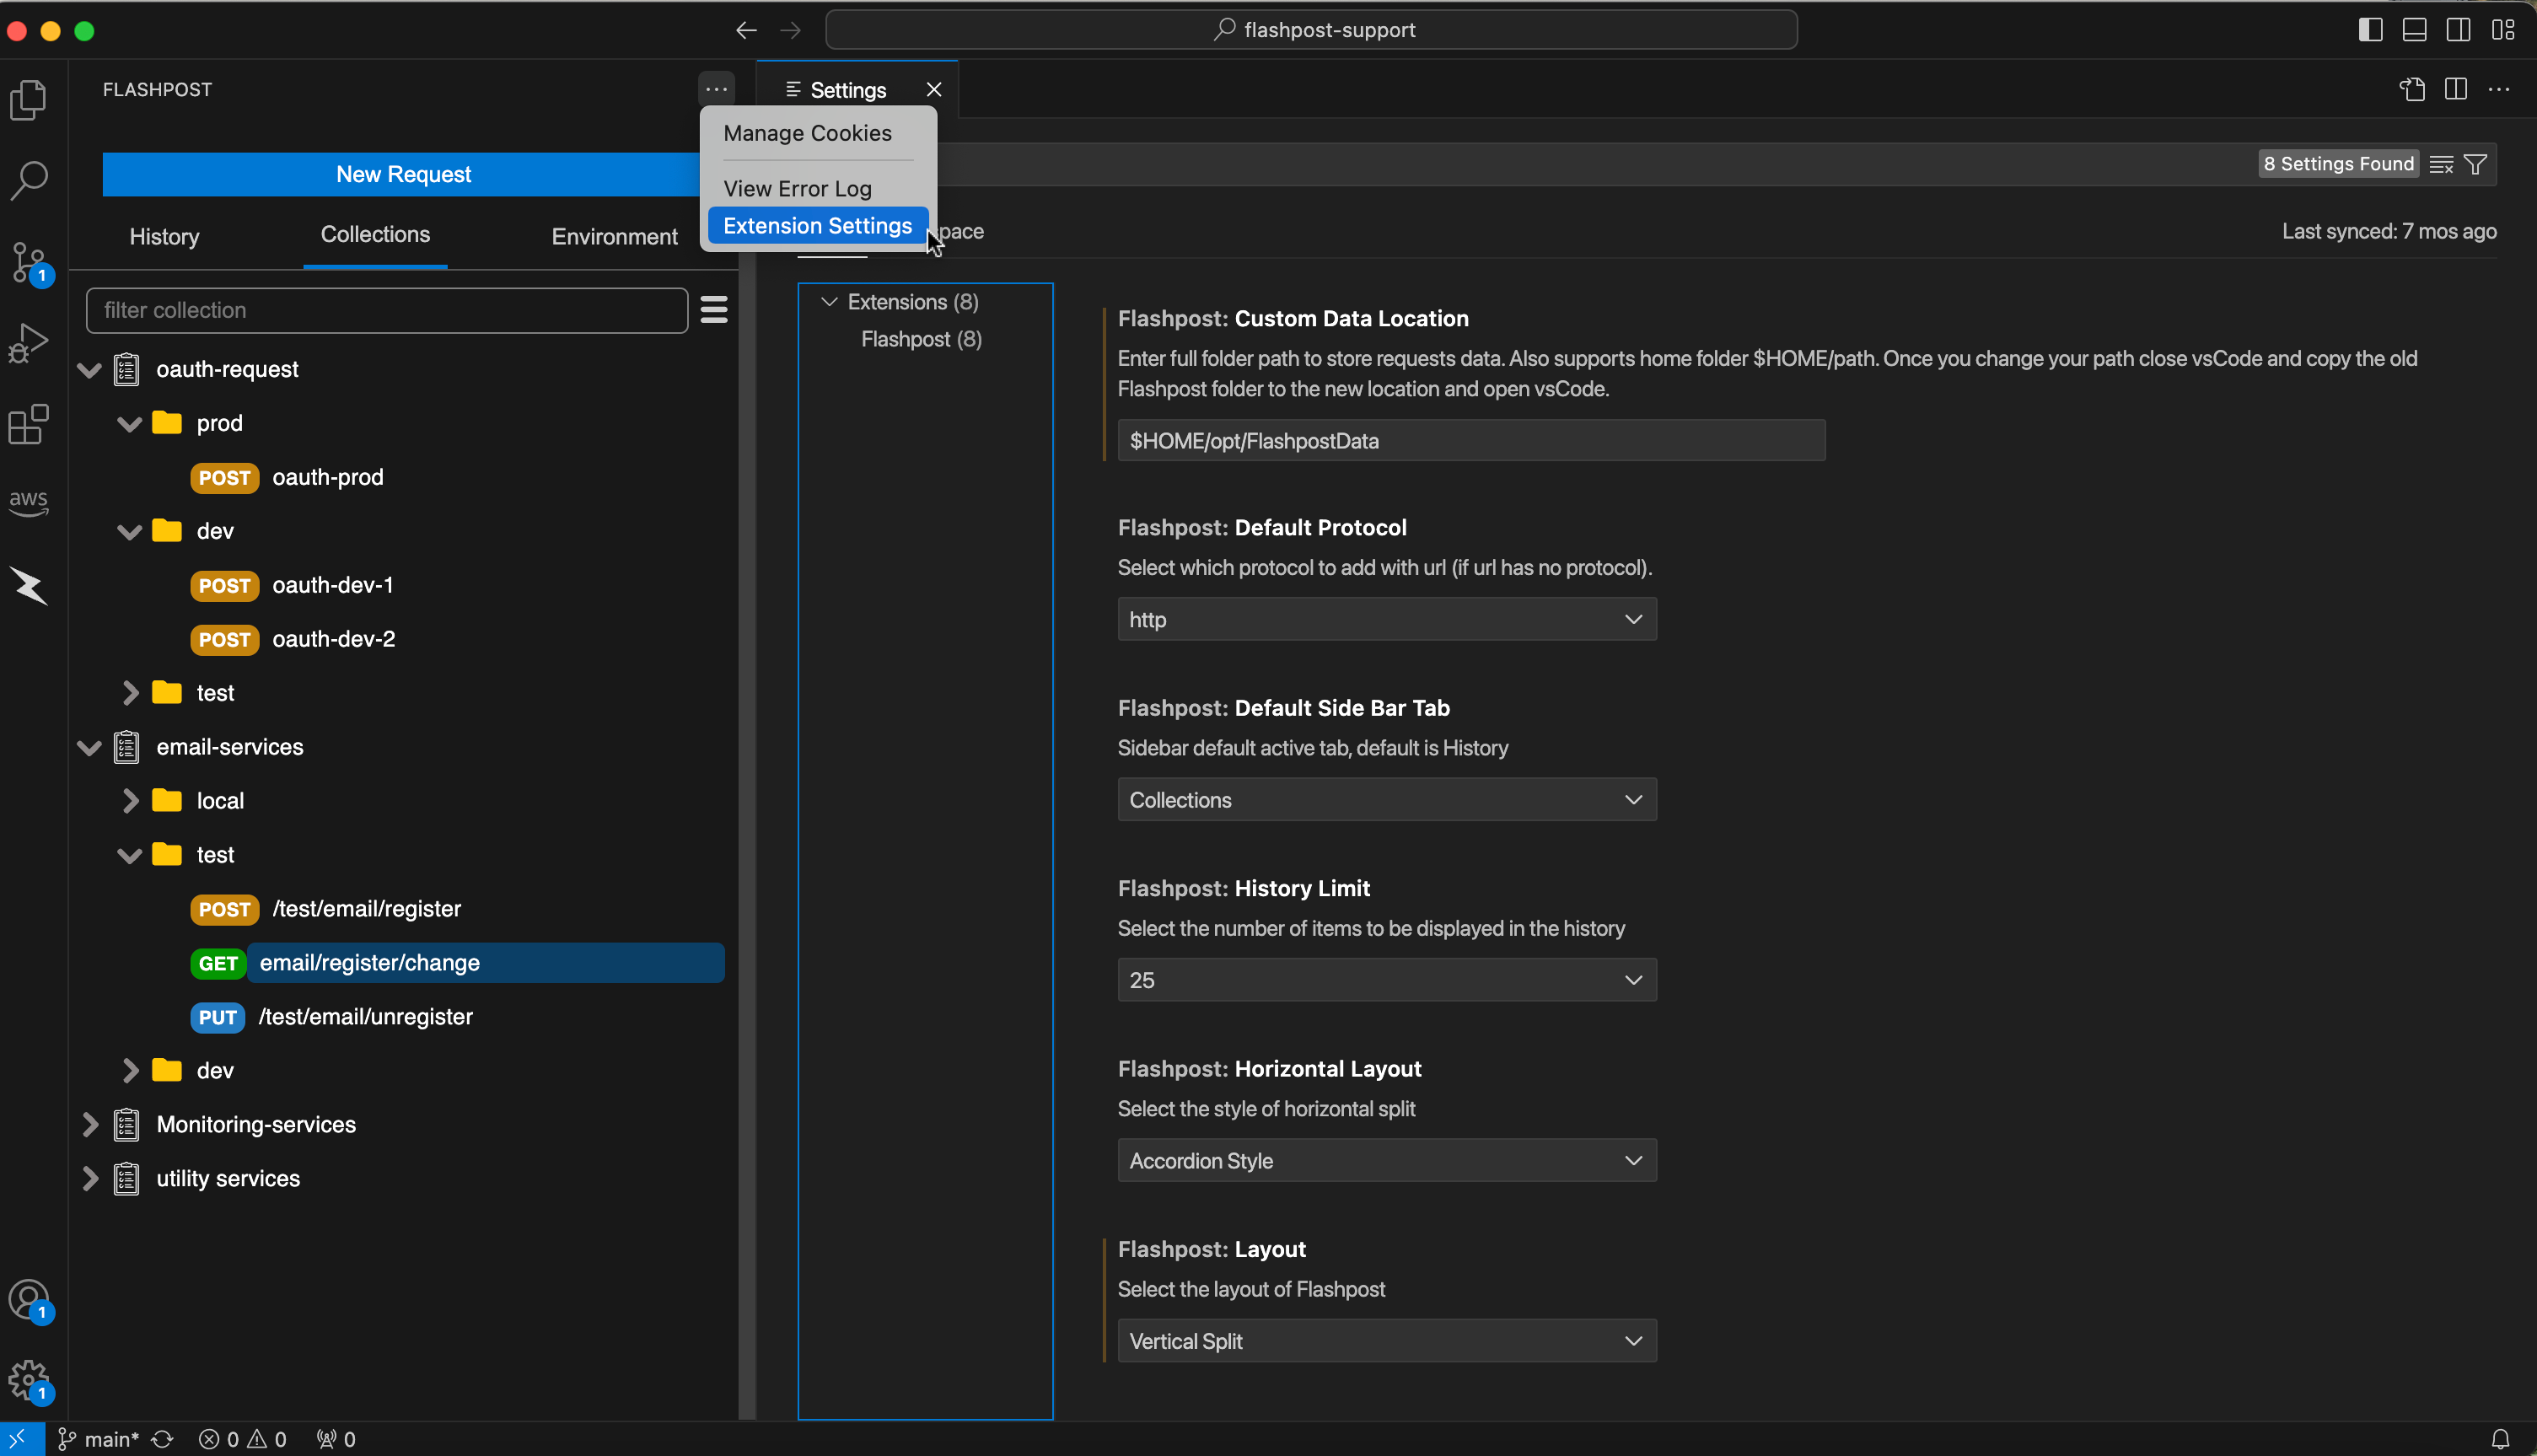 flashpost-support
FLASHPOST
Settings
Manage Cookies
View Error Log
Extension Settings
New Request
8 Settings Found
History
Collections
Environment
pace
Last synced: 7 mos ago
filter collection
oauth-request
prod
POST oauth-prod
dev
POST oauth-dev-1
POST oauth-dev-2
test
email-services
local
test
POST /test/email/register
GET email/register/change
PUT /test/email/unregister
dev
Monitoring-services
utility services
aws
1
1
1
Extensions (8)
Flashpost (8)
Flashpost: Custom Data Location
Enter full folder path to store requests data. Also supports home folder $HOME/path. Once you change your path close vsCode and copy the old
Flashpost folder to the new location and open vsCode.
$HOME/opt/FlashpostData
Flashpost: Default Protocol
Select which protocol to add with url (if url has no protocol).
http
Flashpost: Default Side Bar Tab
Sidebar default active tab, default is History
Collections
Flashpost: History Limit
Select the number of items to be displayed in the history
25
Flashpost: Horizontal Layout
Select the style of horizontal split
Accordion Style
Flashpost: Layout
Select the layout of Flashpost
Vertical Split
main* 0 0 0